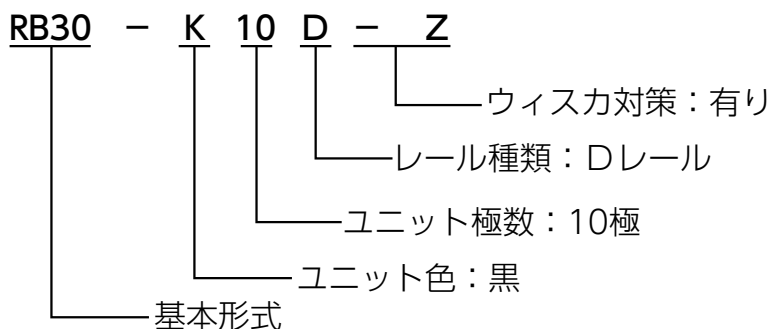 RB30 － K 10 D － Z
ウィスカ対策：有り
レール種類：Ｄレール
ユニット極数：10極
ユニット色：黒
基本形式